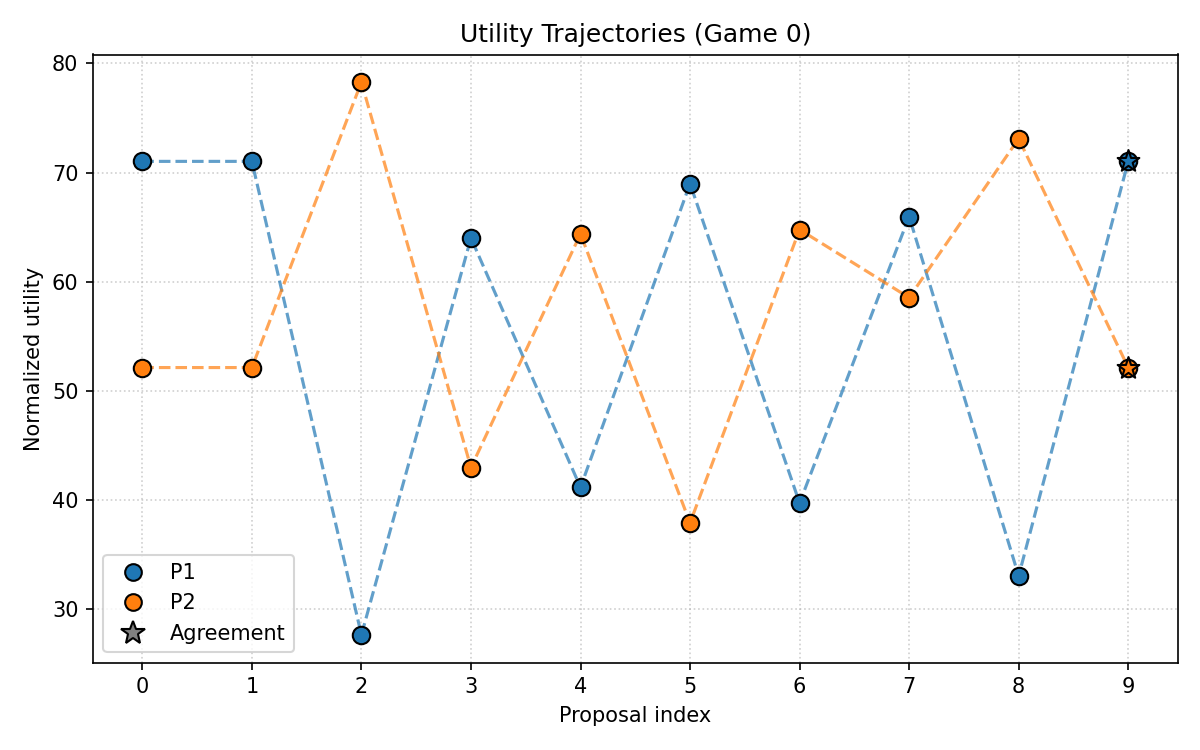 Utility Trajectories (Game 0)
Normalized utility
80
70
60
50
40
30
P1
P2
Agreement
0 1 2 3 4 5 6 7 8 9
Proposal index